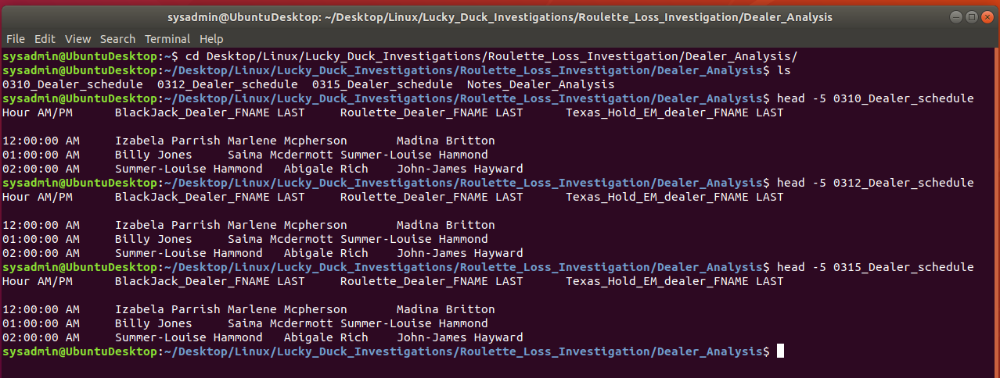 sysadmin@UbuntuDesktop: ~/Desktop/Linux/Lucky_Duck_Investigations/Roulette_Loss_Investigation/Dealer_Analysis
File Edit View Search Terminal Help
sysadmin@UbuntuDesktop:~$ cd Desktop/Linux/Lucky_Duck_Investigations/Roulette_Loss_Investigation/Dealer_Analysis/
sysadmin@UbuntuDesktop:~/Desktop/Linux/Lucky_Duck_Investigations/Roulette_Loss_Investigation/Dealer_Analysis$ ls
0310_Dealer_schedule  0312_Dealer_schedule  0315_Dealer_schedule  Notes_Dealer_Analysis
sysadmin@UbuntuDesktop:~/Desktop/Linux/Lucky_Duck_Investigations/Roulette_Loss_Investigation/Dealer_Analysis$ head -5 0310_Dealer_schedule
Hour AM/PM      BlackJack_Dealer_FNAME LAST     Roulette_Dealer_FNAME LAST      Texas_Hold_EM_dealer_FNAME LAST
12:00:00 AM     Izabela Parrish Marlene Mcpherson       Madina Britton
01:00:00 AM     Billy Jones     Saima Mcdermott Summer-Louise Hammond
02:00:00 AM     Summer-Louise Hammond   Abigale Rich    John-James Hayward
sysadmin@UbuntuDesktop:~/Desktop/Linux/Lucky_Duck_Investigations/Roulette_Loss_Investigation/Dealer_Analysis$ head -5 0312_Dealer_schedule
Hour AM/PM      BlackJack_Dealer_FNAME LAST     Roulette_Dealer_FNAME LAST      Texas_Hold_EM_dealer_FNAME LAST
12:00:00 AM     Izabela Parrish Marlene Mcpherson       Madina Britton
01:00:00 AM     Billy Jones     Saima Mcdermott Summer-Louise Hammond
02:00:00 AM     Summer-Louise Hammond   Abigale Rich    John-James Hayward
sysadmin@UbuntuDesktop:~/Desktop/Linux/Lucky_Duck_Investigations/Roulette_Loss_Investigation/Dealer_Analysis$ head -5 0315_Dealer_schedule
Hour AM/PM      BlackJack_Dealer_FNAME LAST     Roulette_Dealer_FNAME LAST      Texas_Hold_EM_dealer_FNAME LAST
12:00:00 AM     Izabela Parrish Marlene Mcpherson       Madina Britton
01:00:00 AM     Billy Jones     Saima Mcdermott Summer-Louise Hammond
02:00:00 AM     Summer-Louise Hammond   Abigale Rich    John-James Hayward
sysadmin@UbuntuDesktop:~/Desktop/Linux/Lucky_Duck_Investigations/Roulette_Loss_Investigation/Dealer_Analysis$